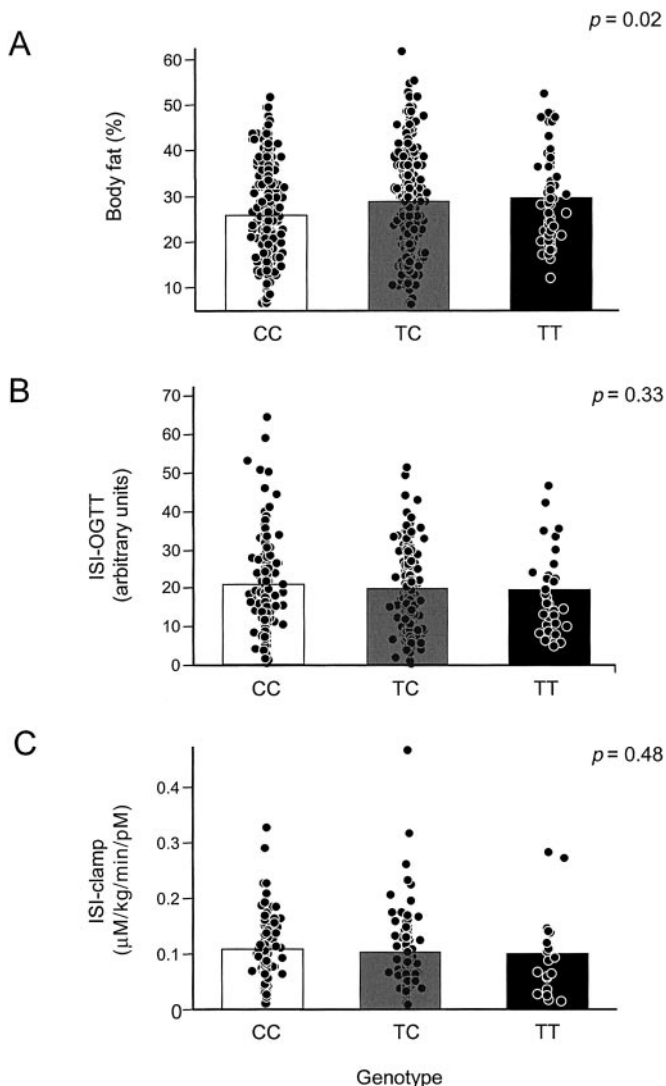 p = 0.02
A
Body fat (%)
60
50
40
30
20
10
CC TC TT
B
p = 0.33
ISI-OGTT
(arbitrary units)
70
60
50
40
30
20
10
0
CC TC TT
C
p = 0.48
ISI-clamp
(μM/kg/min/pM)
0.4
0.3
0.2
0.1
0
CC TC TT
Genotype